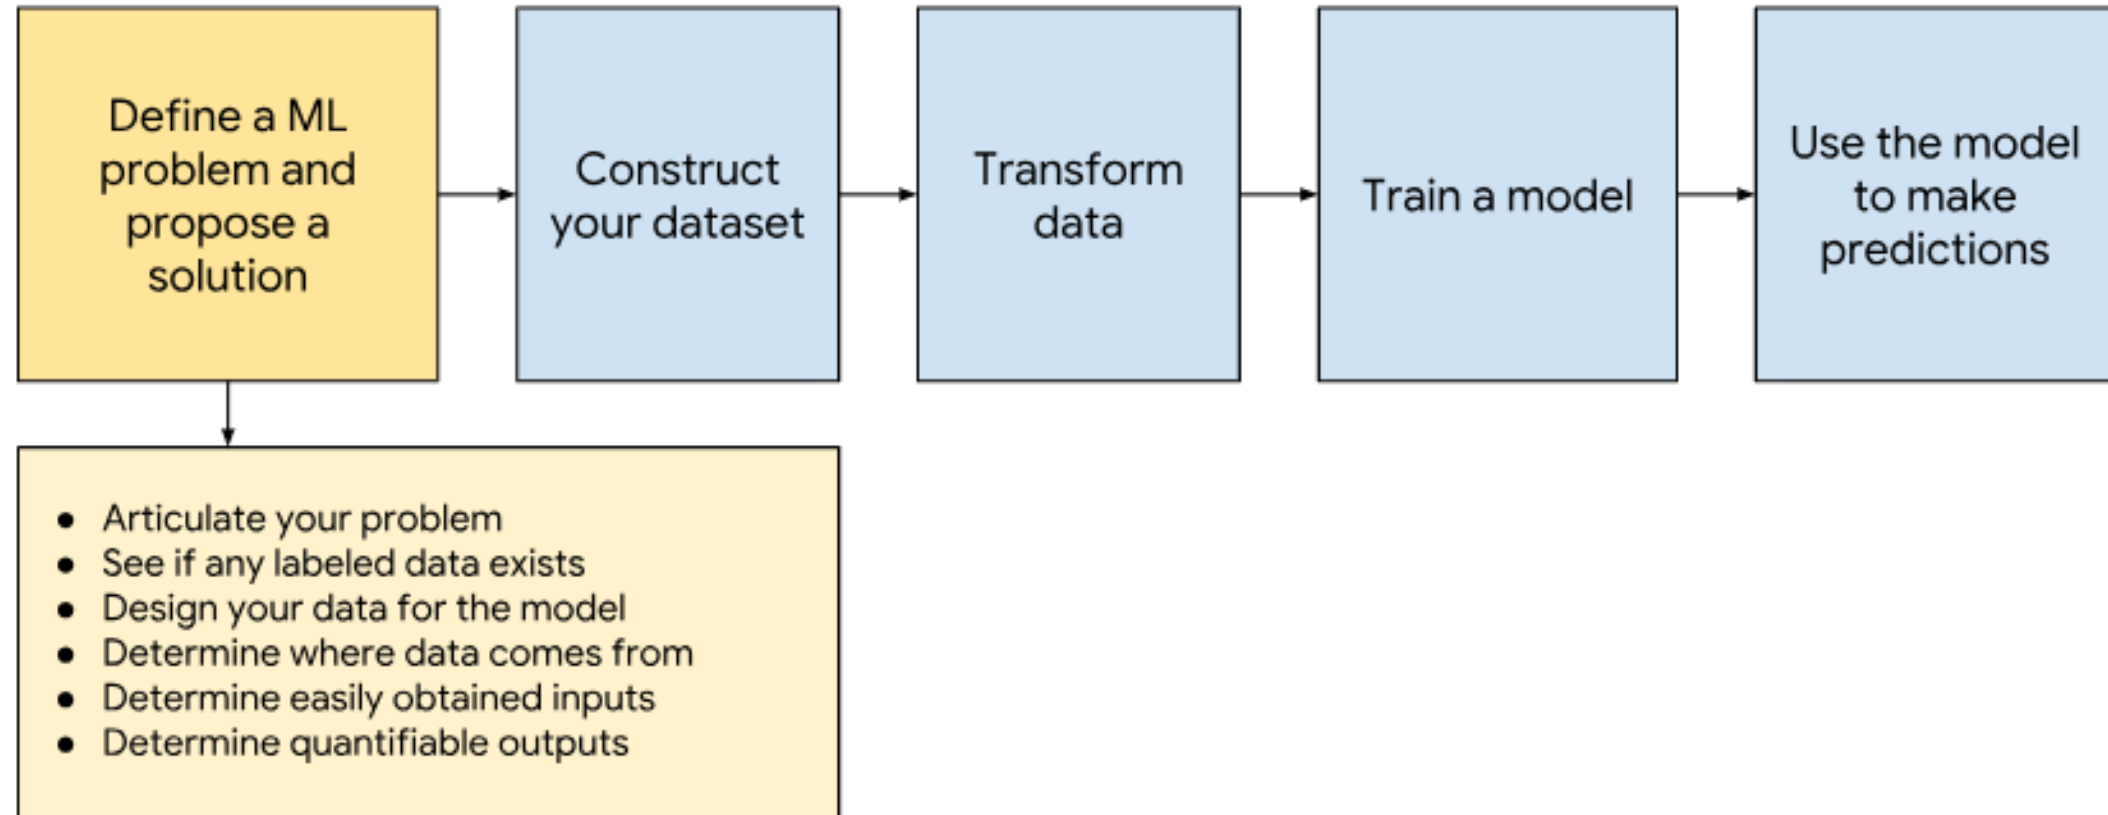 Define a ML
problem and
propose a
solution
Construct
your dataset
Transform
data
Train a model
Use the model
to make
predictions
● Articulate your problem
● See if any labeled data exists
● Design your data for the model
● Determine where data comes from
● Determine easily obtained inputs
● Determine quantifiable outputs